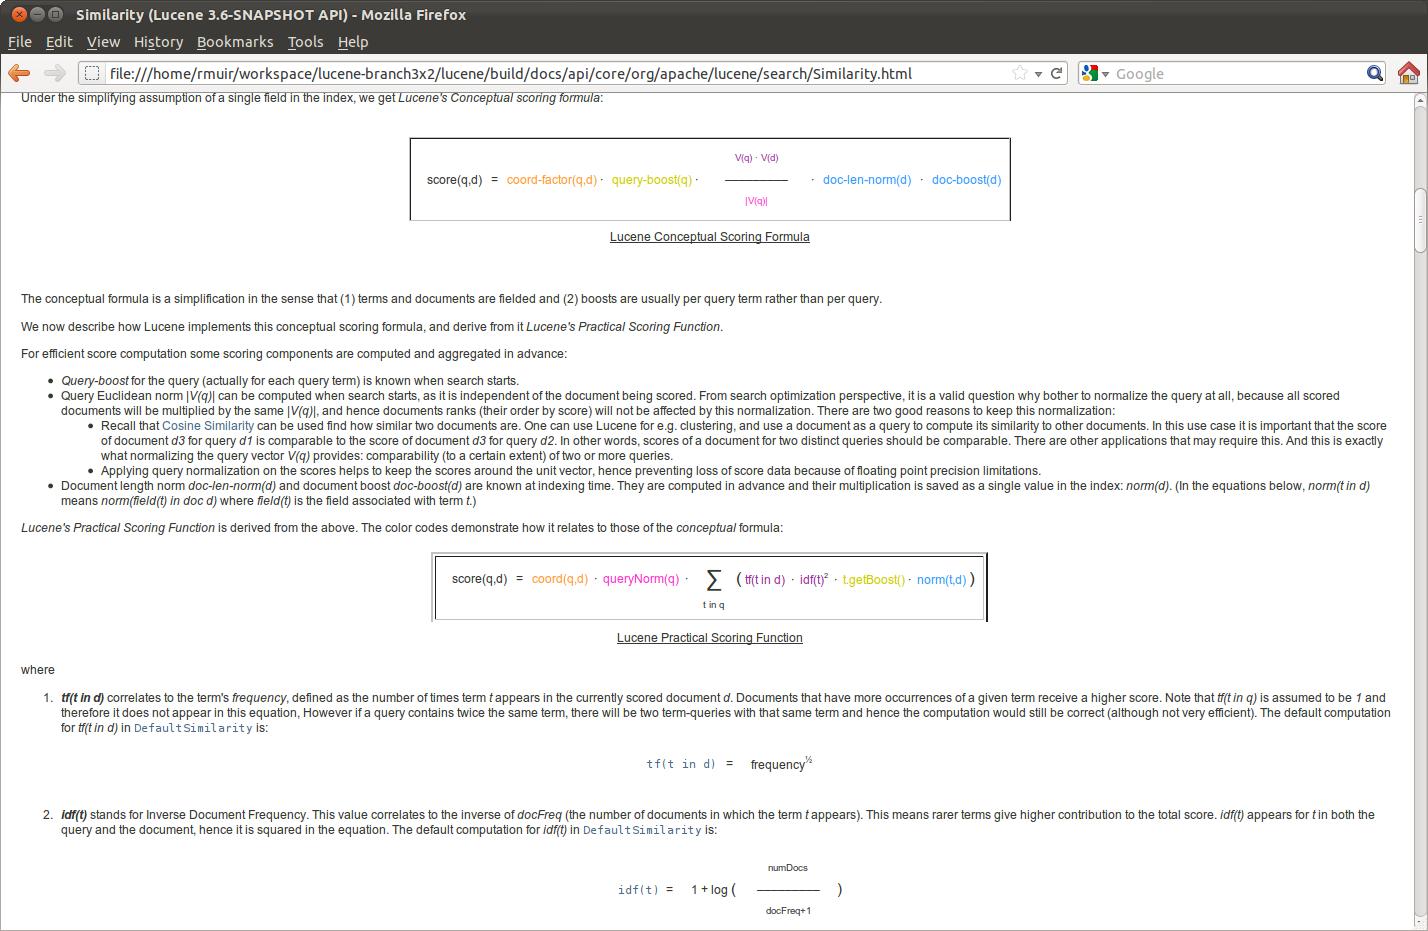 Similarity (Lucene 3.6-SNAPSHOT API) - Mozilla Firefox
File Edit View History Bookmarks Tools Help
file:///home/rmuir/workspace/lucene-branch3x2/lucene/build/docs/api/core/org/apache/lucene/search/Similarity.html Google
Under the simplifying assumption of a single field in the index, we get Lucene's Conceptual scoring formula:
V(q) · V(d)
score(q,d) = coord-factor(q,d) · query-boost(q) · ––––––––– · doc-len-norm(d) · doc-boost(d)
|V(q)|
Lucene Conceptual Scoring Formula
The conceptual formula is a simplification in the sense that (1) terms and documents are fielded and (2) boosts are usually per query term rather than per query.
We now describe how Lucene implements this conceptual scoring formula, and derive from it Lucene's Practical Scoring Function.
For efficient score computation some scoring components are computed and aggregated in advance:
• Query-boost for the query (actually for each query term) is known when search starts.
• Query Euclidean norm |V(q)| can be computed when search starts, as it is independent of the document being scored. From search optimization perspective, it is a valid question why bother to normalize the query at all, because all scored
documents will be multiplied by the same |V(q)|, and hence documents ranks (their order by score) will not be affected by this normalization. There are two good reasons to keep this normalization:
• Recall that Cosine Similarity can be used find how similar two documents are. One can use Lucene for e.g. clustering, and use a document as a query to compute its similarity to other documents. In this use case it is important that the score
of document d3 for query d1 is comparable to the score of document d3 for query d2. In other words, scores of a document for two distinct queries should be comparable. There are other applications that may require this. And this is exactly
what normalizing the query vector V(q) provides: comparability (to a certain extent) of two or more queries.
• Applying query normalization on the scores helps to keep the scores around the unit vector, hence preventing loss of score data because of floating point precision limitations.
• Document length norm doc-len-norm(d) and document boost doc-boost(d) are known at indexing time. They are computed in advance and their multiplication is saved as a single value in the index: norm(d). (In the equations below, norm(t in d)
means norm(field(t) in doc d) where field(t) is the field associated with term t.)
Lucene's Practical Scoring Function is derived from the above. The color codes demonstrate how it relates to those of the conceptual formula:
score(q,d) = coord(q,d) · queryNorm(q) · ∑ ( tf(t in d) · idf(t)² · t.getBoost() · norm(t,d) )
t in q
Lucene Practical Scoring Function
where
1. tf(t in d) correlates to the term's frequency, defined as the number of times term t appears in the currently scored document d. Documents that have more occurrences of a given term receive a higher score. Note that tf(t in q) is assumed to be 1 and
therefore it does not appear in this equation, However if a query contains twice the same term, there will be two term-queries with that same term and hence the computation would still be correct (although not very efficient). The default computation
for tf(t in d) in DefaultSimilarity is:
tf(t in d) = frequency½
2. idf(t) stands for Inverse Document Frequency. This value correlates to the inverse of docFreq (the number of documents in which the term t appears). This means rarer terms give higher contribution to the total score. idf(t) appears for t in both the
query and the document, hence it is squared in the equation. The default computation for idf(t) in DefaultSimilarity is:
numDocs
idf(t) = 1 + log ( ––––––––– )
docFreq+1